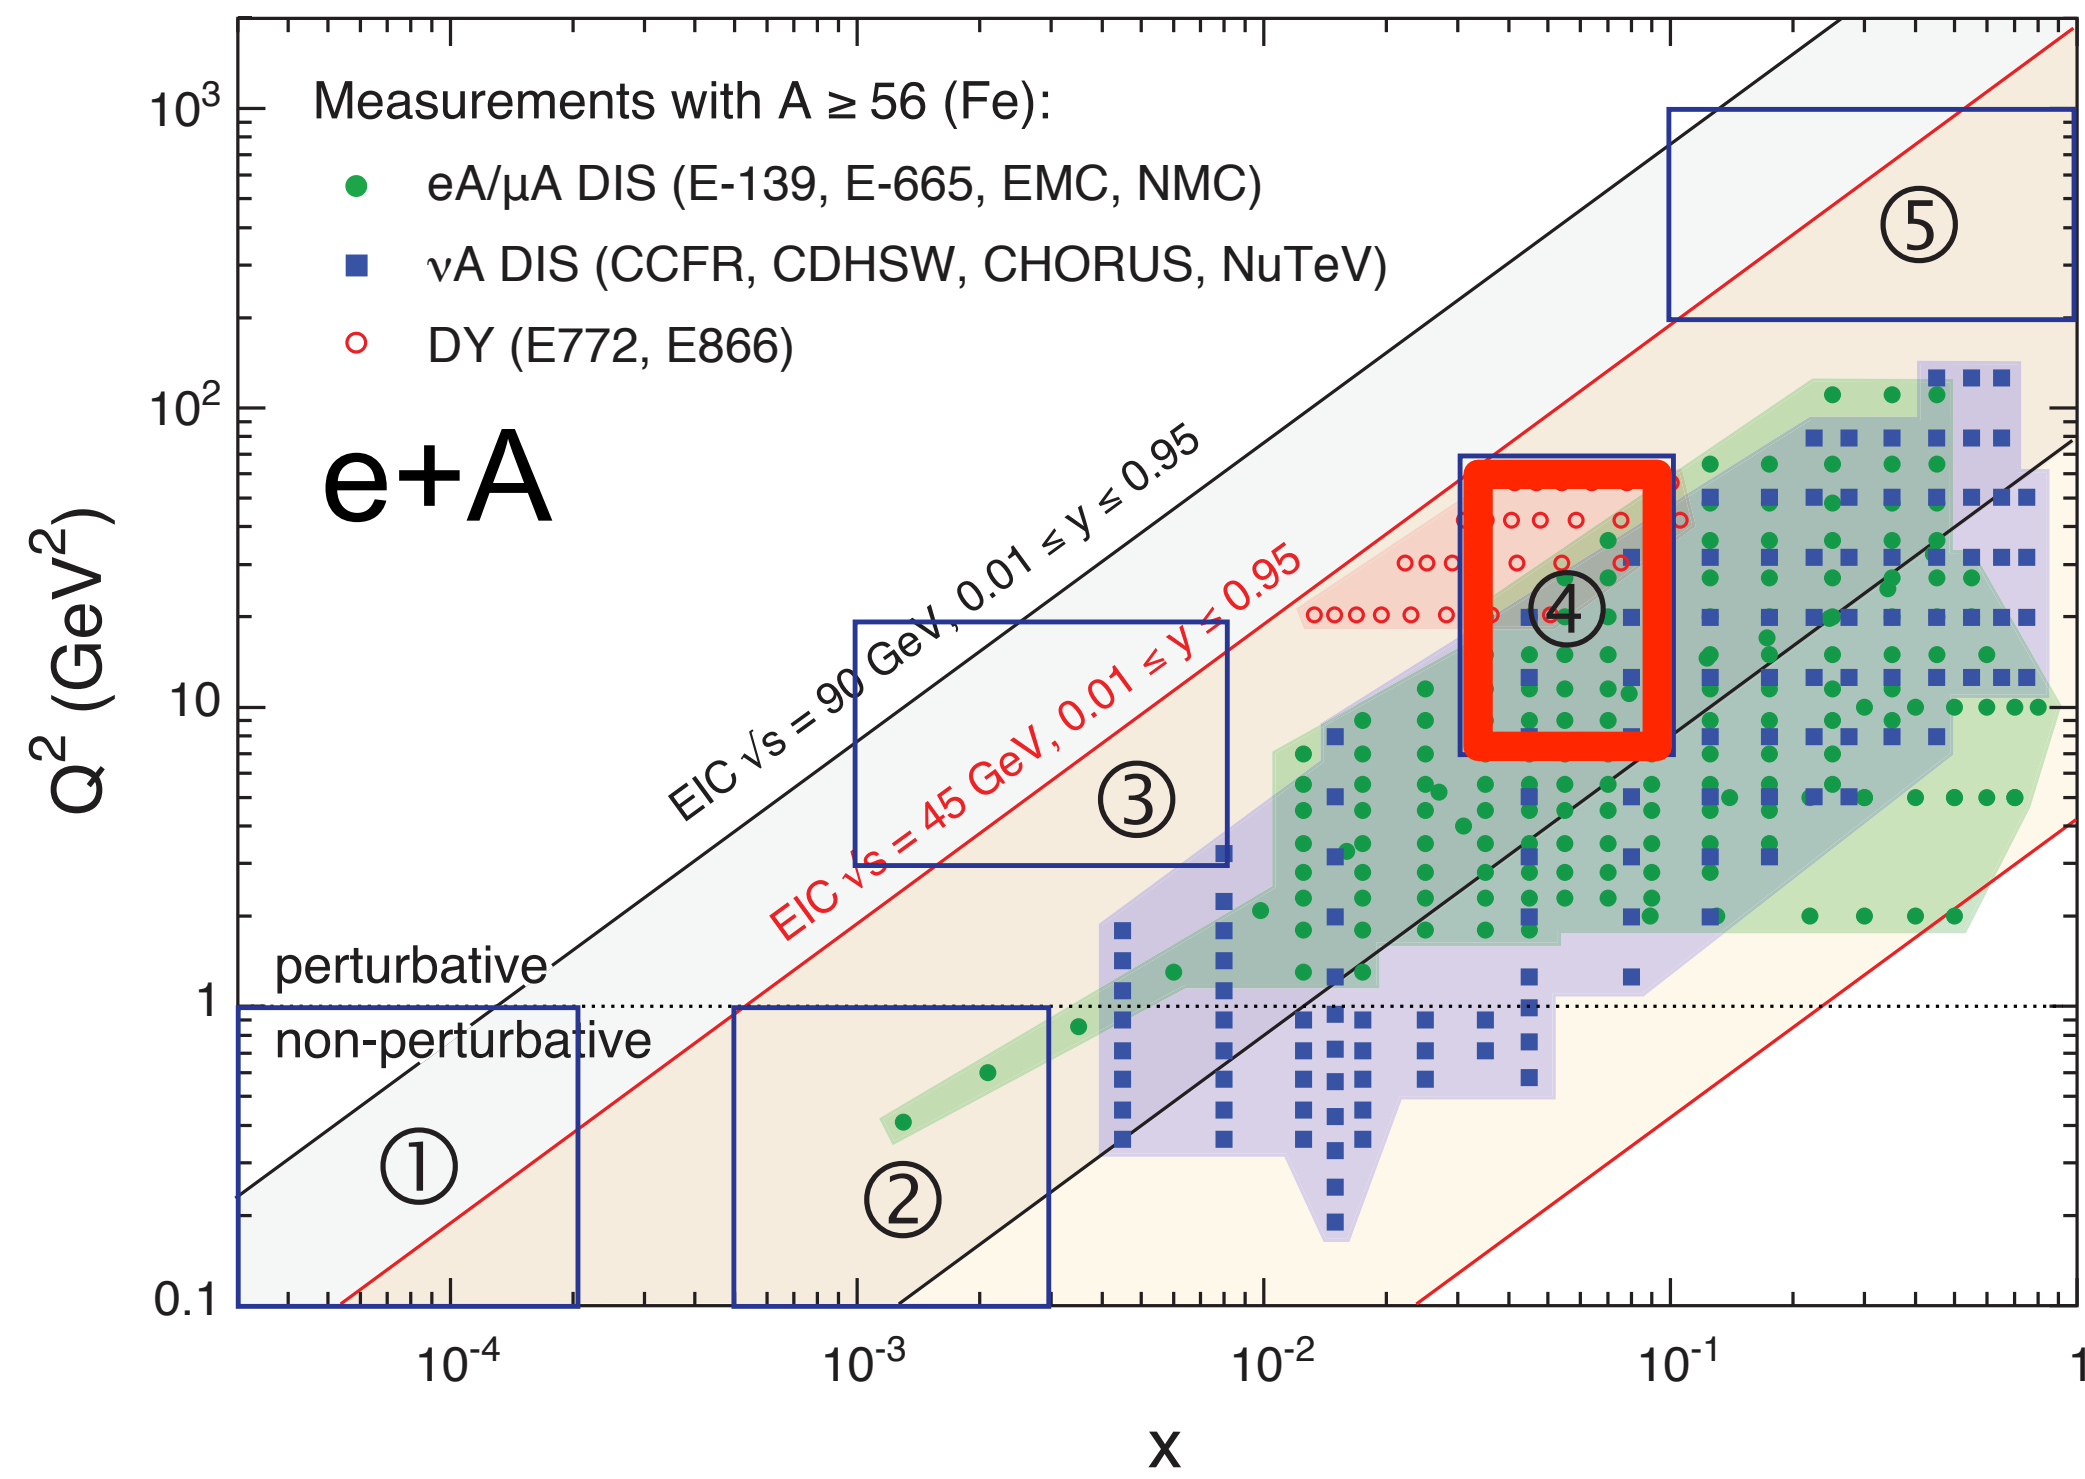 Measurements with A ≥ 56 (Fe):
eA/μA DIS (E-139, E-665, EMC, NMC)
νA DIS (CCFR, CDHSW, CHORUS, NuTeV)
DY (E772, E866)
e+A
EIC √s = 90 GeV, 0.01 ≤ y ≤ 0.95
EIC √s = 45 GeV, 0.01 ≤ y ≤ 0.95
perturbative
non-perturbative
①
②
③
④
⑤
Q² (GeV²)
10³
10²
10
1
0.1
10⁻⁴
10⁻³
10⁻²
10⁻¹
1
x